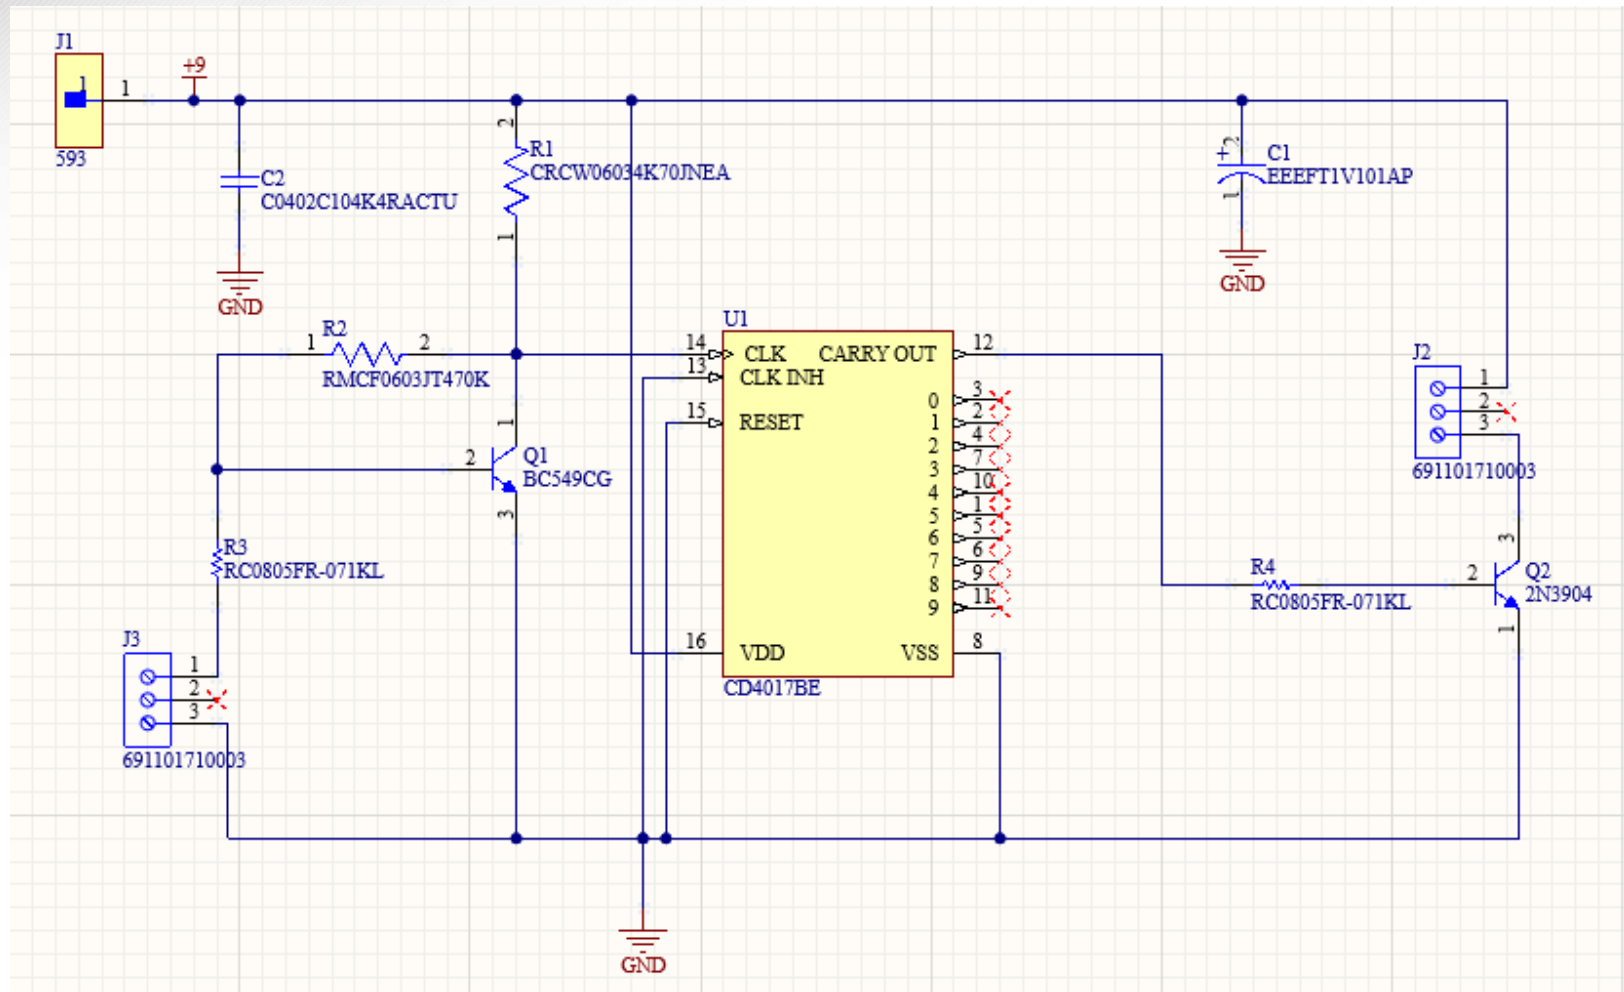 J1
1
1
593
+9
C2
C0402C104K4RACTU
GND
2
R1
CRCW06034K70JNEA
1
2
+
C1
EEEFT1V101AP
1
GND
R2
1
2
RMCF0603JT470K
1
Q1
2
BC549CG
3
R3
RC0805FR-071KL
J3
1
2
3
691101710003
U1
14
CLK
CARRY OUT
12
13
CLK INH
15
RESET
0
3
1
2
2
4
3
7
4
10
5
1
6
5
7
6
8
9
9
11
16
VDD
VSS
8
CD4017BE
GND
J2
1
2
3
691101710003
R4
RC0805FR-071KL
3
2
Q2
2N3904
1